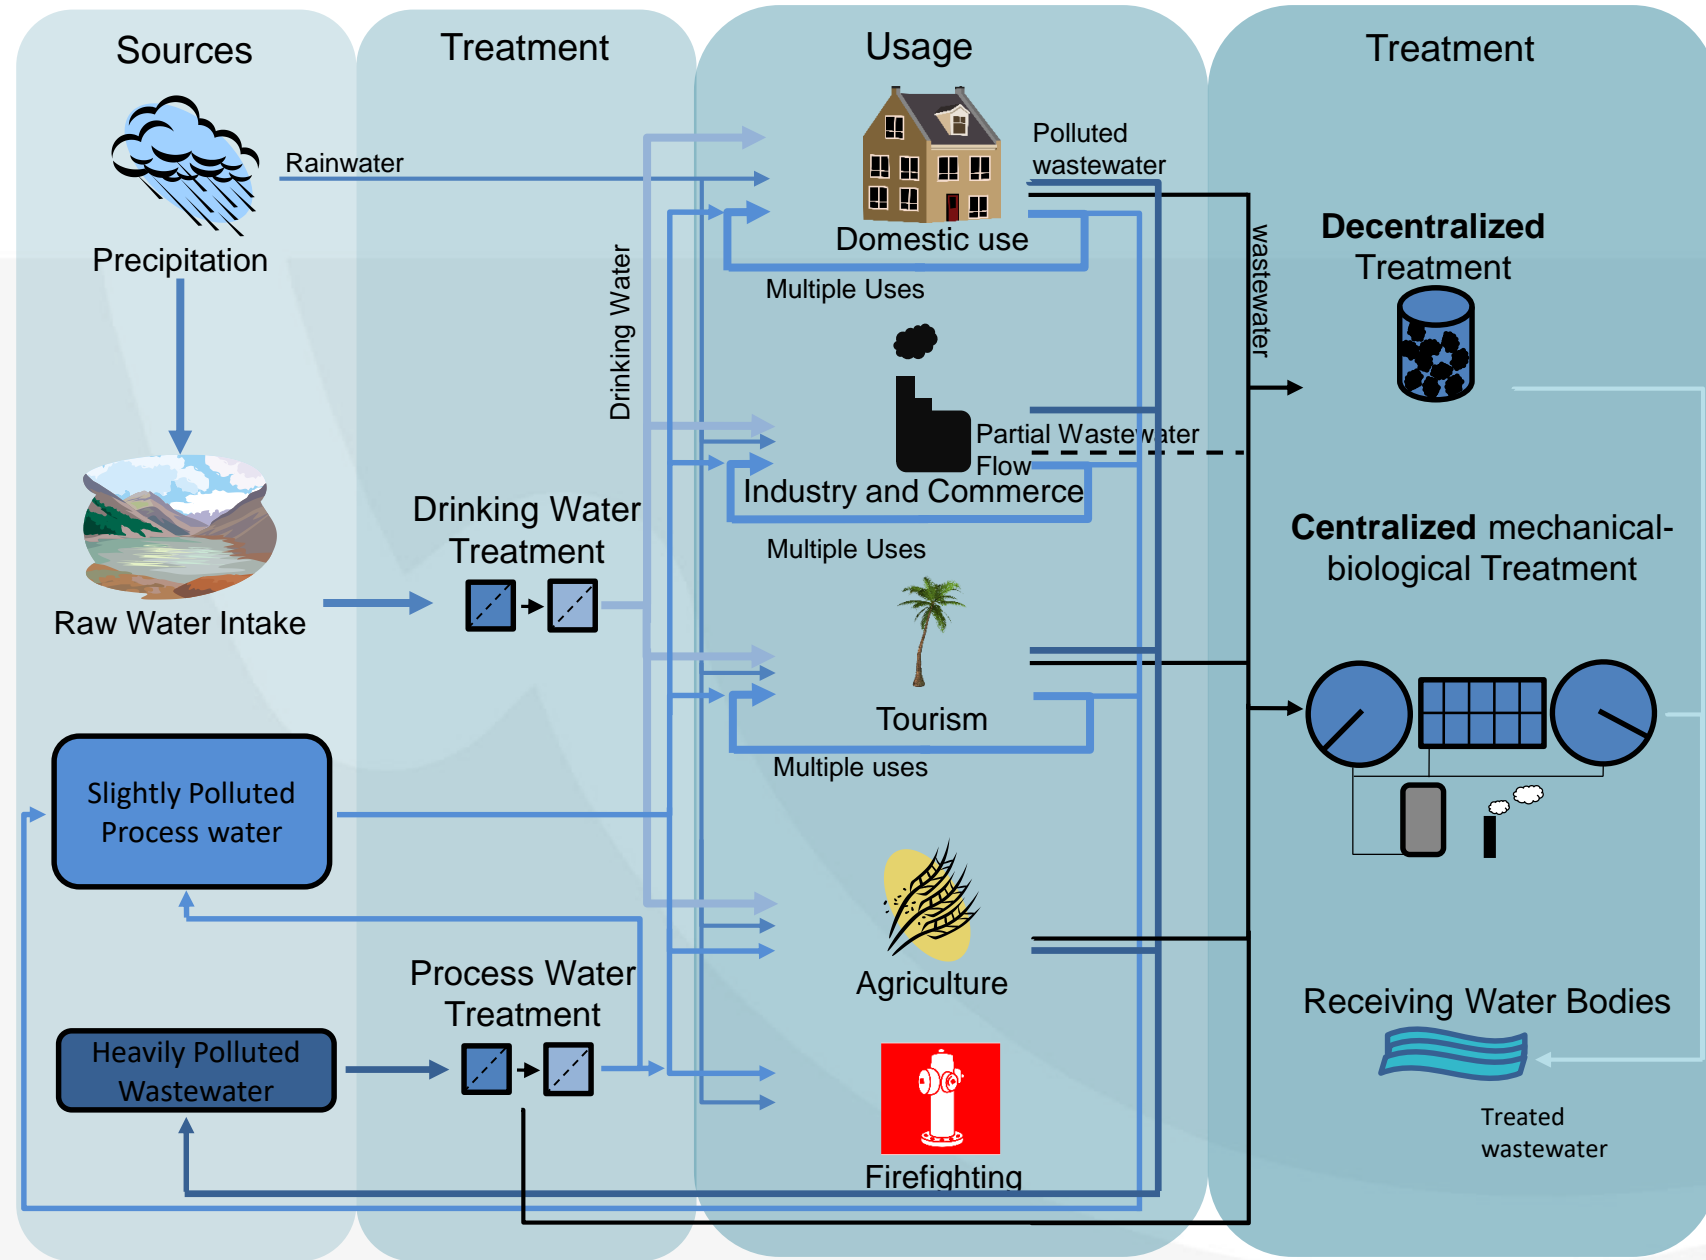 Sources
Treatment
Usage
Treatment
Rainwater
Precipitation
Raw Water Intake
Slightly Polluted
Process water
Heavily Polluted
Wastewater
Drinking Water
Treatment
Process Water
Treatment
Drinking Water
Polluted
wastewater
Domestic use
Multiple Uses
Partial Wastewater
Flow
Industry and Commerce
Multiple Uses
Tourism
Multiple uses
Agriculture
Firefighting
wastewater
Decentralized
Treatment
Centralized mechanical-
biological Treatment
Receiving Water Bodies
Treated
wastewater